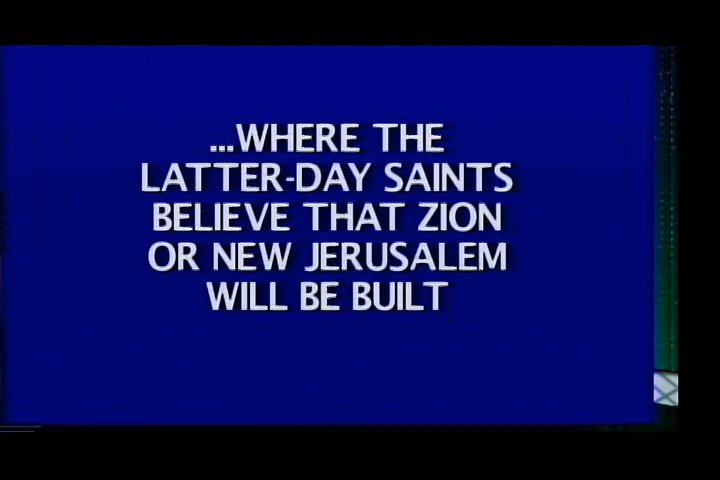 ...WHERE THE
LATTER-DAY SAINTS
BELIEVE THAT ZION
OR NEW JERUSALEM
WILL BE BUILT